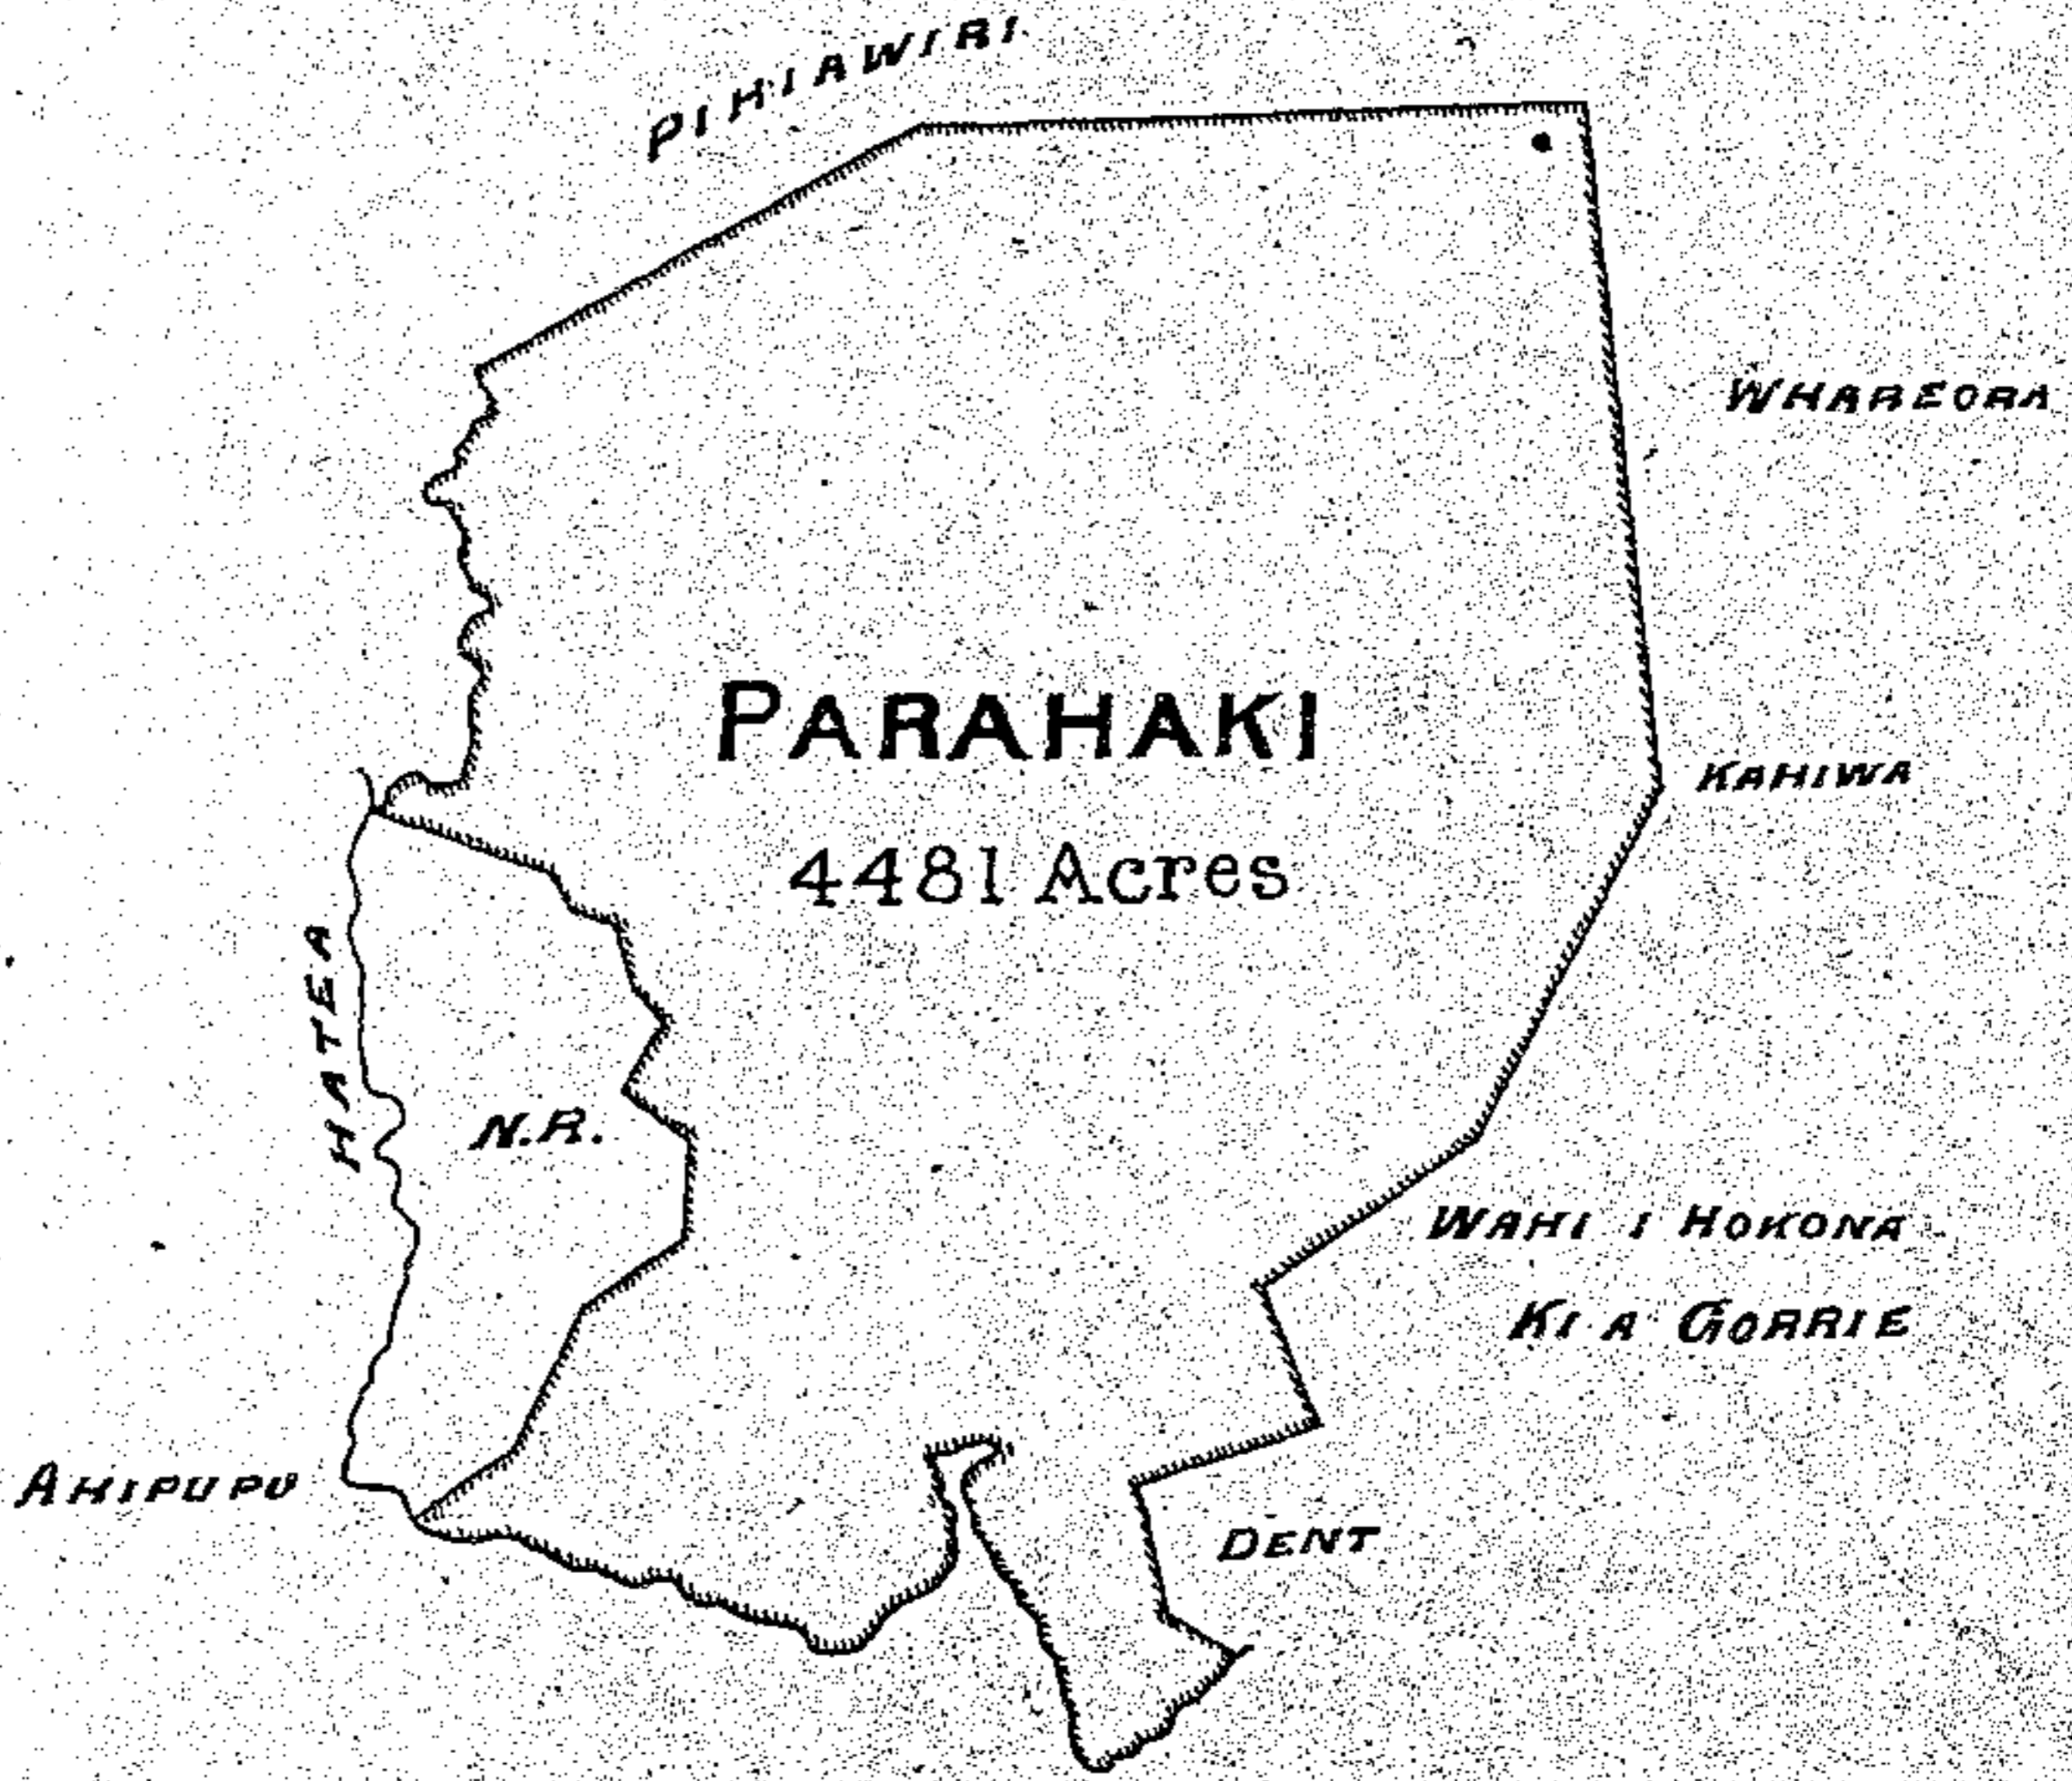 PIHIAWIRI
WHAREORA
PARAHAKI
KAHIWA
4481 Acres
HATEA
N.R.
WAHI I HOKONA
KI A GORRIE
AHIPUPU
DENT